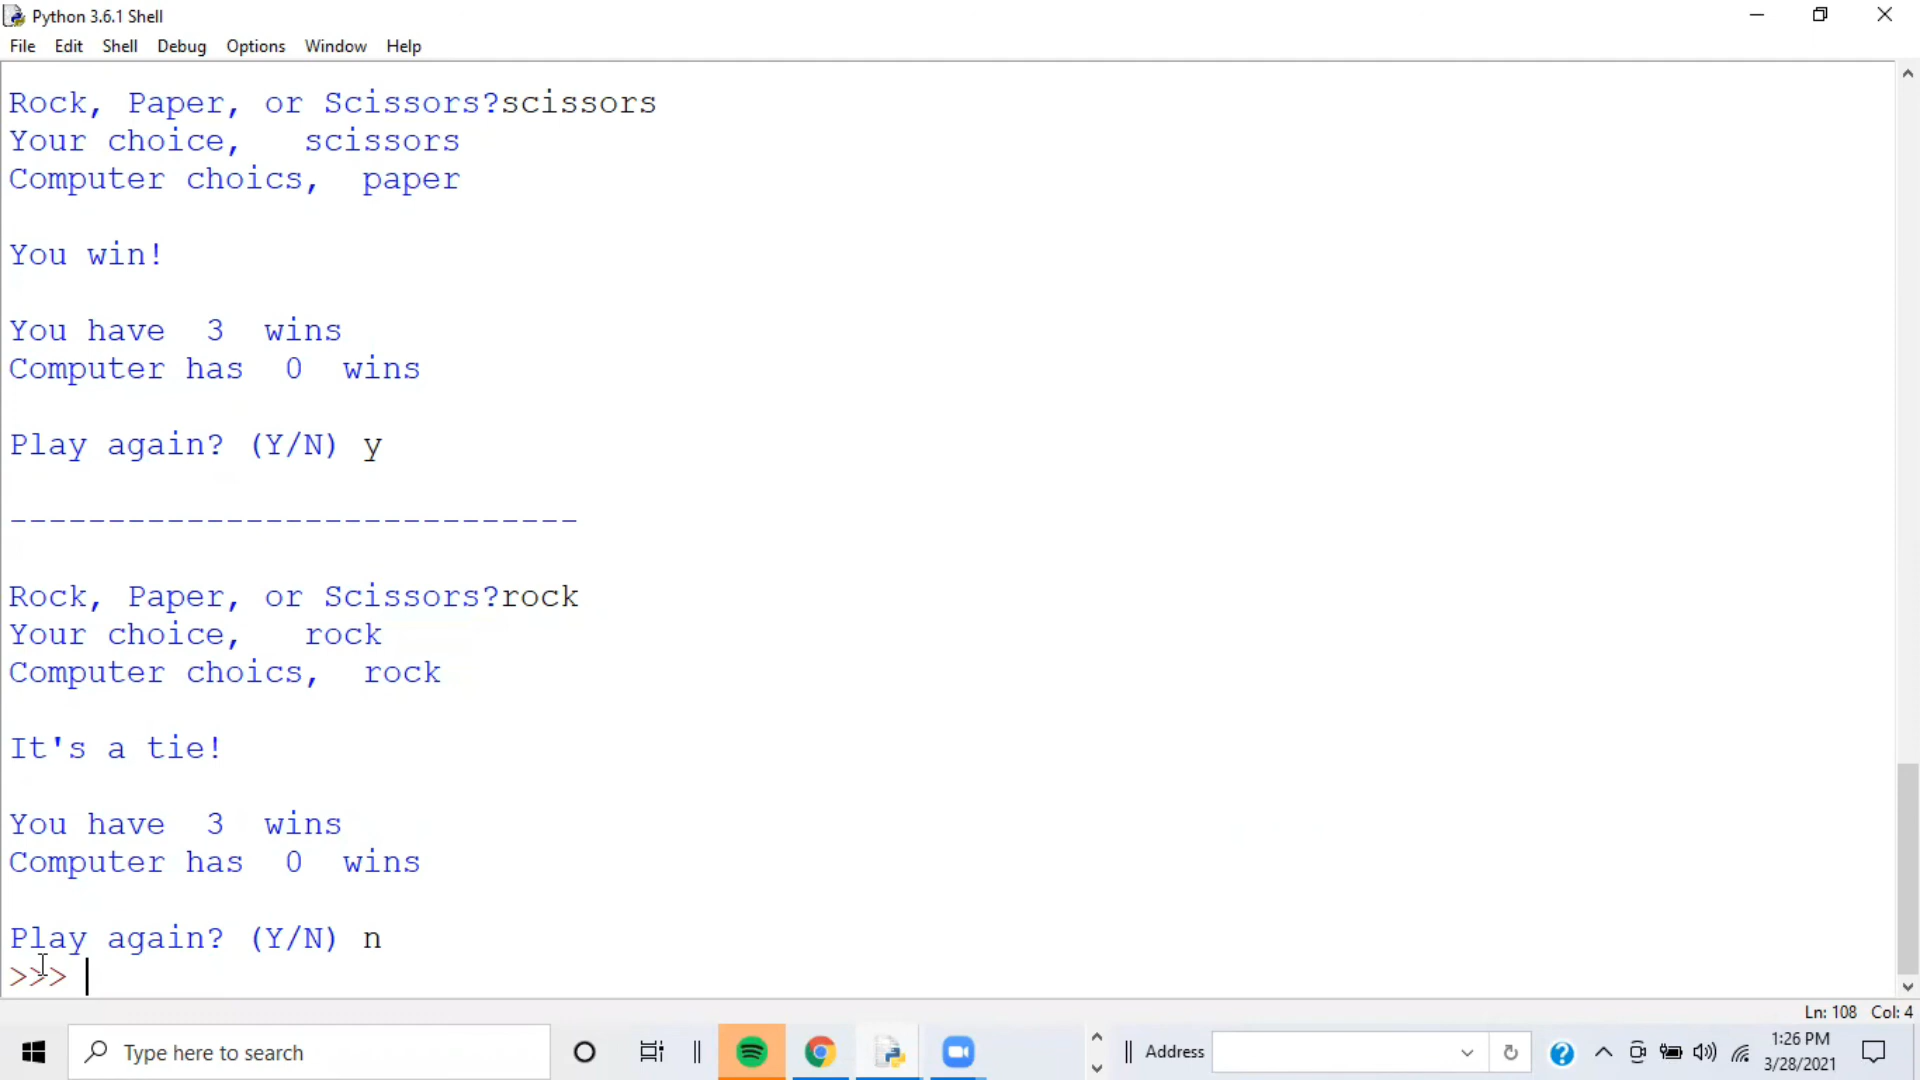 Python 3.6.1 Shell
File Edit Shell Debug Options Window Help
Rock, Paper, or Scissors?scissors
Your choice,   scissors
Computer choics,  paper
You win!
You have  3  wins
Computer has  0  wins
Play again? (Y/N) y
-----------------------------
Rock, Paper, or Scissors?rock
Your choice,   rock
Computer choics,  rock
It's a tie!
You have  3  wins
Computer has  0  wins
Play again? (Y/N) n
>>>
Ln: 108 Col: 4
Type here to search
Address
1:26 PM
3/28/2021